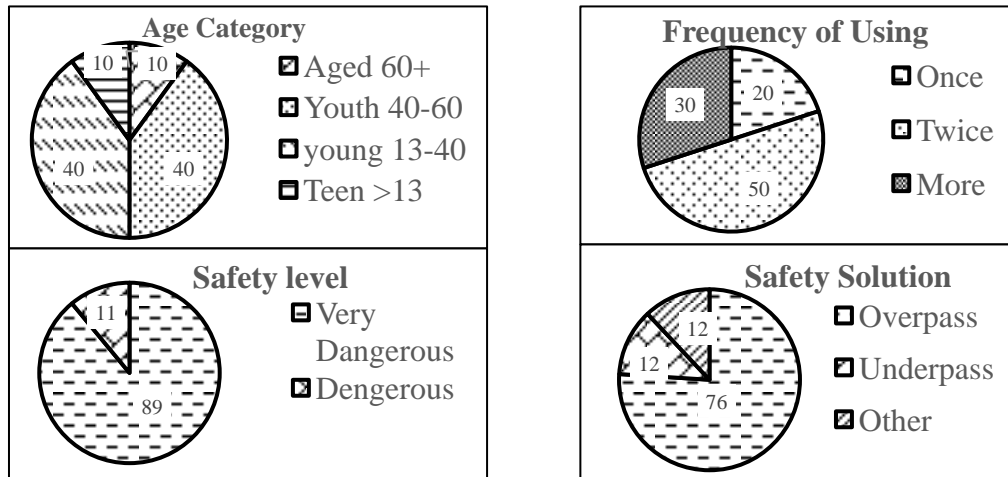 Age Category
10
10
40
40
Aged 60+
Youth 40-60
young 13-40
Teen >13
Frequency of Using
30
20
50
Once
Twice
More
Safety level
11
89
Very
Dangerous
Dengerous
Safety Solution
12
12
76
Overpass
Underpass
Other